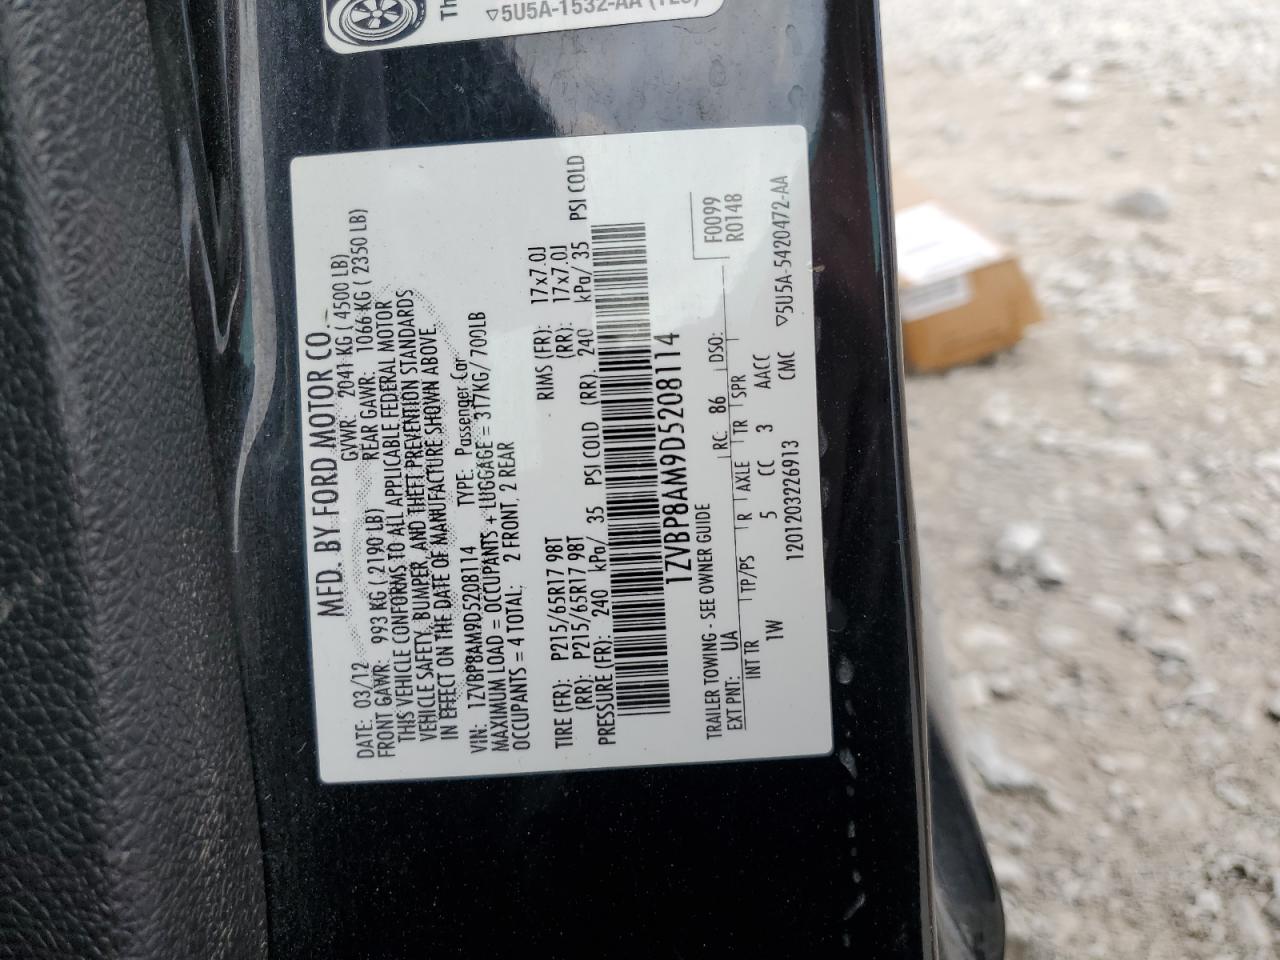 Th
▽5U5A-1532-AA
MFD. BY FORD MOTOR CO.
DATE: 03/12 GVWR: 2041 KG ( 4500 LB)
FRONT GAWR: 993 KG ( 2190 LB) REAR GAWR: 1066 KG ( 2350 LB)
THIS VEHICLE CONFORMS TO ALL APPLICABLE FEDERAL MOTOR
VEHICLE SAFETY, BUMPER, AND THEFT PREVENTION STANDARDS
IN EFFECT ON THE DATE OF MANUFACTURE SHOWN ABOVE.
VIN: 1ZVBP8AM9D5208114 TYPE: Passenger Car
MAXIMUM LOAD = OCCUPANTS + LUGGAGE = 317KG/ 700LB
OCCUPANTS = 4 TOTAL: 2 FRONT, 2 REAR
TIRE (FR): P215/65R17 98T RIMS (FR): 17x7.0J
(RR): P215/65R17 98T (RR): 17x7.0J
PRESSURE (FR): 240 kPa/ 35 PSI COLD (RR): 240 kPa/ 35 PSI COLD
1ZVBP8AM9D5208114
TRAILER TOWING - SEE OWNER GUIDE F0099
EXT PNT: UA RC: 86 DSO: R0148
INT TR TP/PS R AXLE TR SPR
1W 5 CC 3 AACC
1201203226913 CMC ▽5U5A-5420472-AA